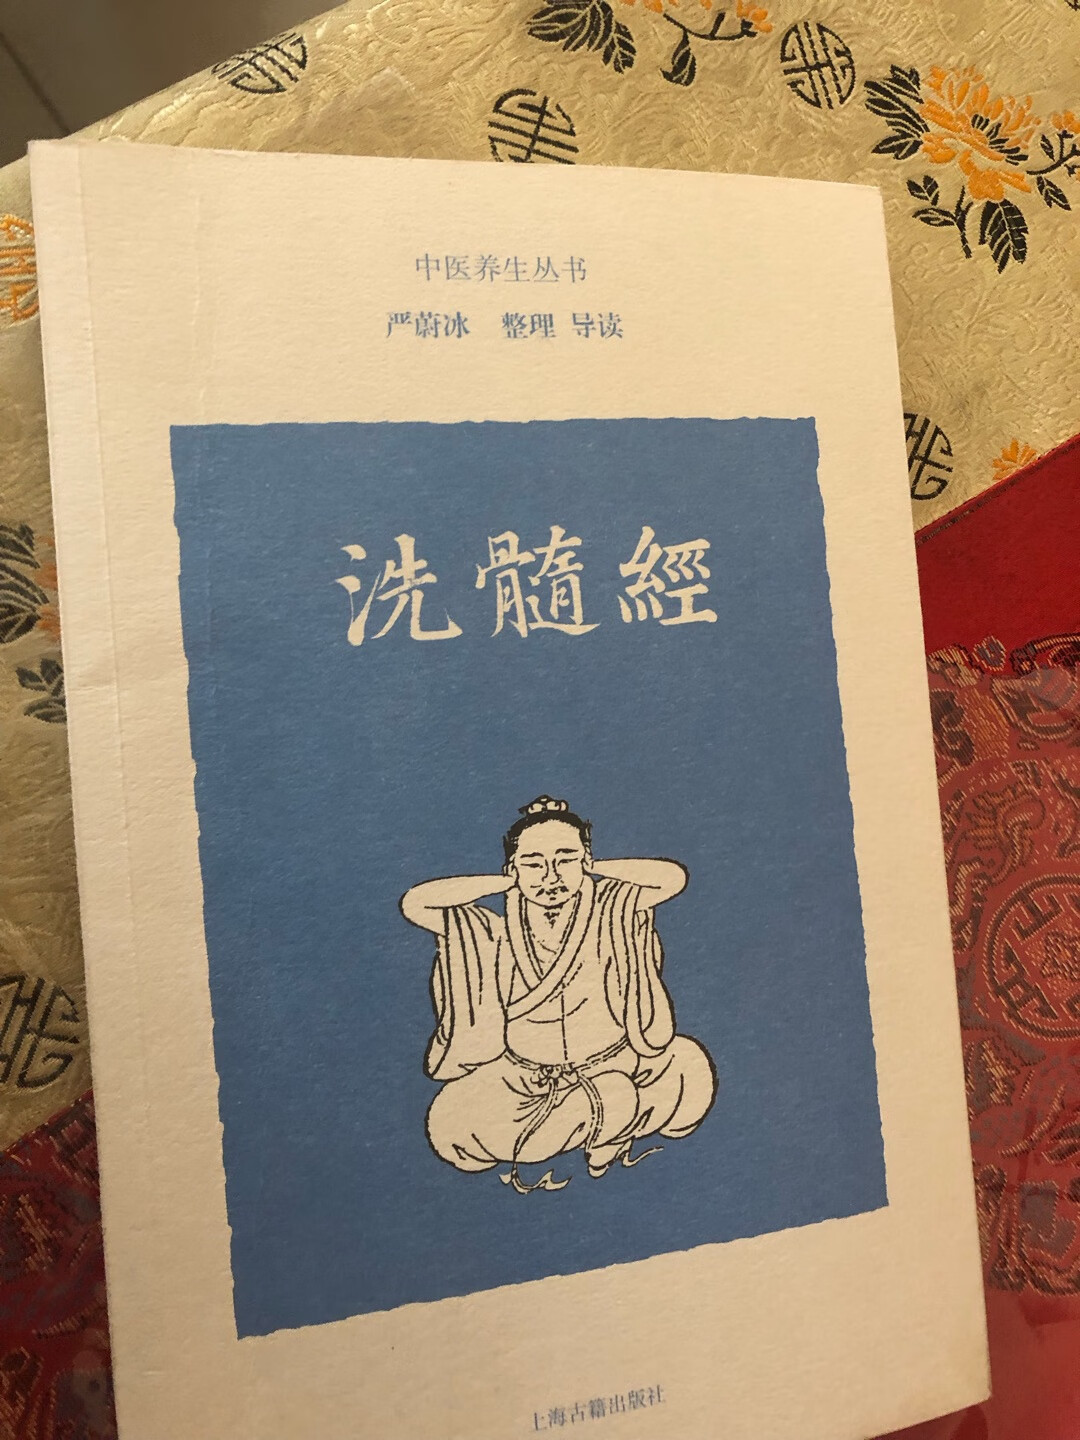 中医养生丛书
严蔚冰 整理 导读
洗髓經
上海古籍出版社